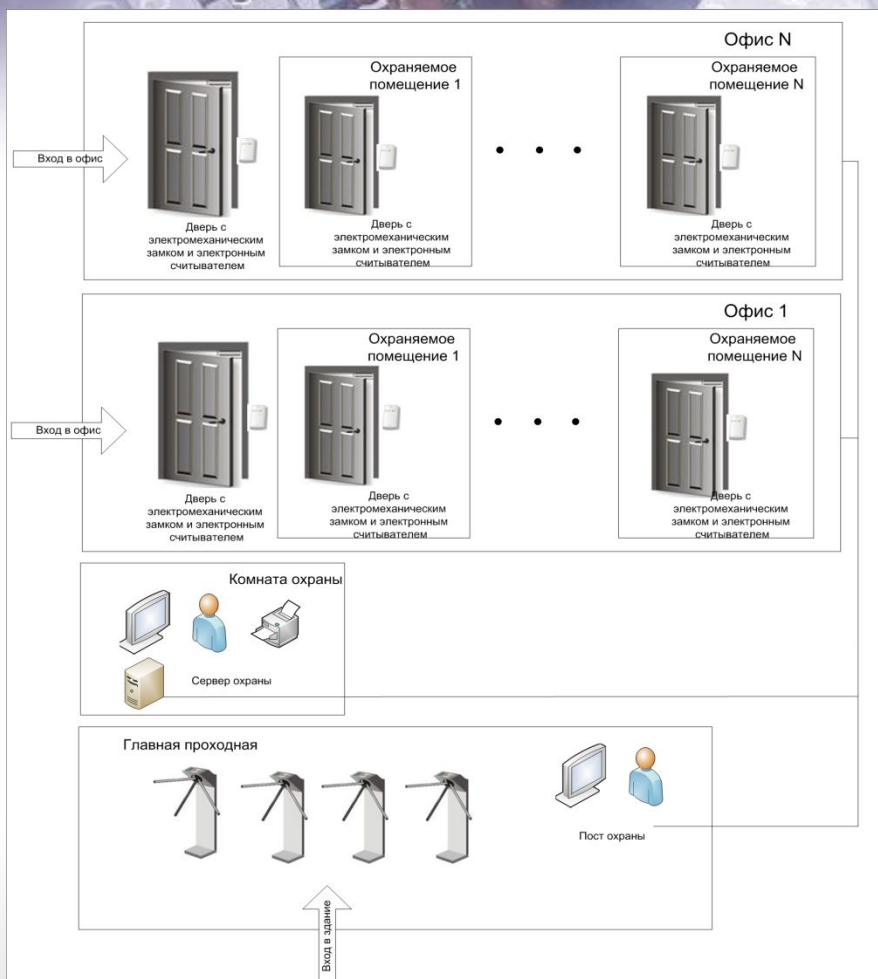 Офис N
Охраняемое
помещение 1
Охраняемое
помещение N
Вход в офис
Дверь с
электромеханическим
замком и электронным
считывателем
Дверь с
электромеханическим
замком и электронным
считывателем
Дверь с
электромеханическим
замком и электронным
считывателем
Офис 1
Охраняемое
помещение 1
Охраняемое
помещение N
Вход в офис
Дверь с
электромеханическим
замком и электронным
считывателем
Дверь с
электромеханическим
замком и электронным
считывателем
Дверь с
электромеханическим
замком и электронным
считывателем
Комната охраны
Сервер охраны
Главная проходная
Пост охраны
Вход в здание